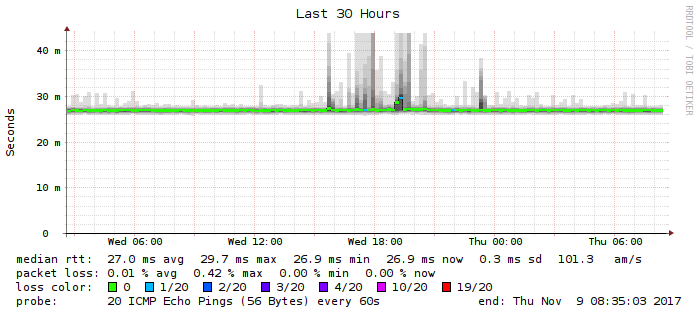 Last 30 Hours
RRDTOOL / TOBI OETIKER
Seconds
40 m
30 m
20 m
10 m
0
Wed 06:00 Wed 12:00 Wed 18:00 Thu 00:00 Thu 06:00
median rtt: 27.0 ms avg 29.7 ms max 26.9 ms min 26.9 ms now 0.3 ms sd 101.3 am/s
packet loss: 0.01 % avg 0.42 % max 0.00 % min 0.00 % now
loss color: 0 1/20 2/20 3/20 4/20 10/20 19/20
probe: 20 ICMP Echo Pings (56 Bytes) every 60s end: Thu Nov 9 08:35:03 2017